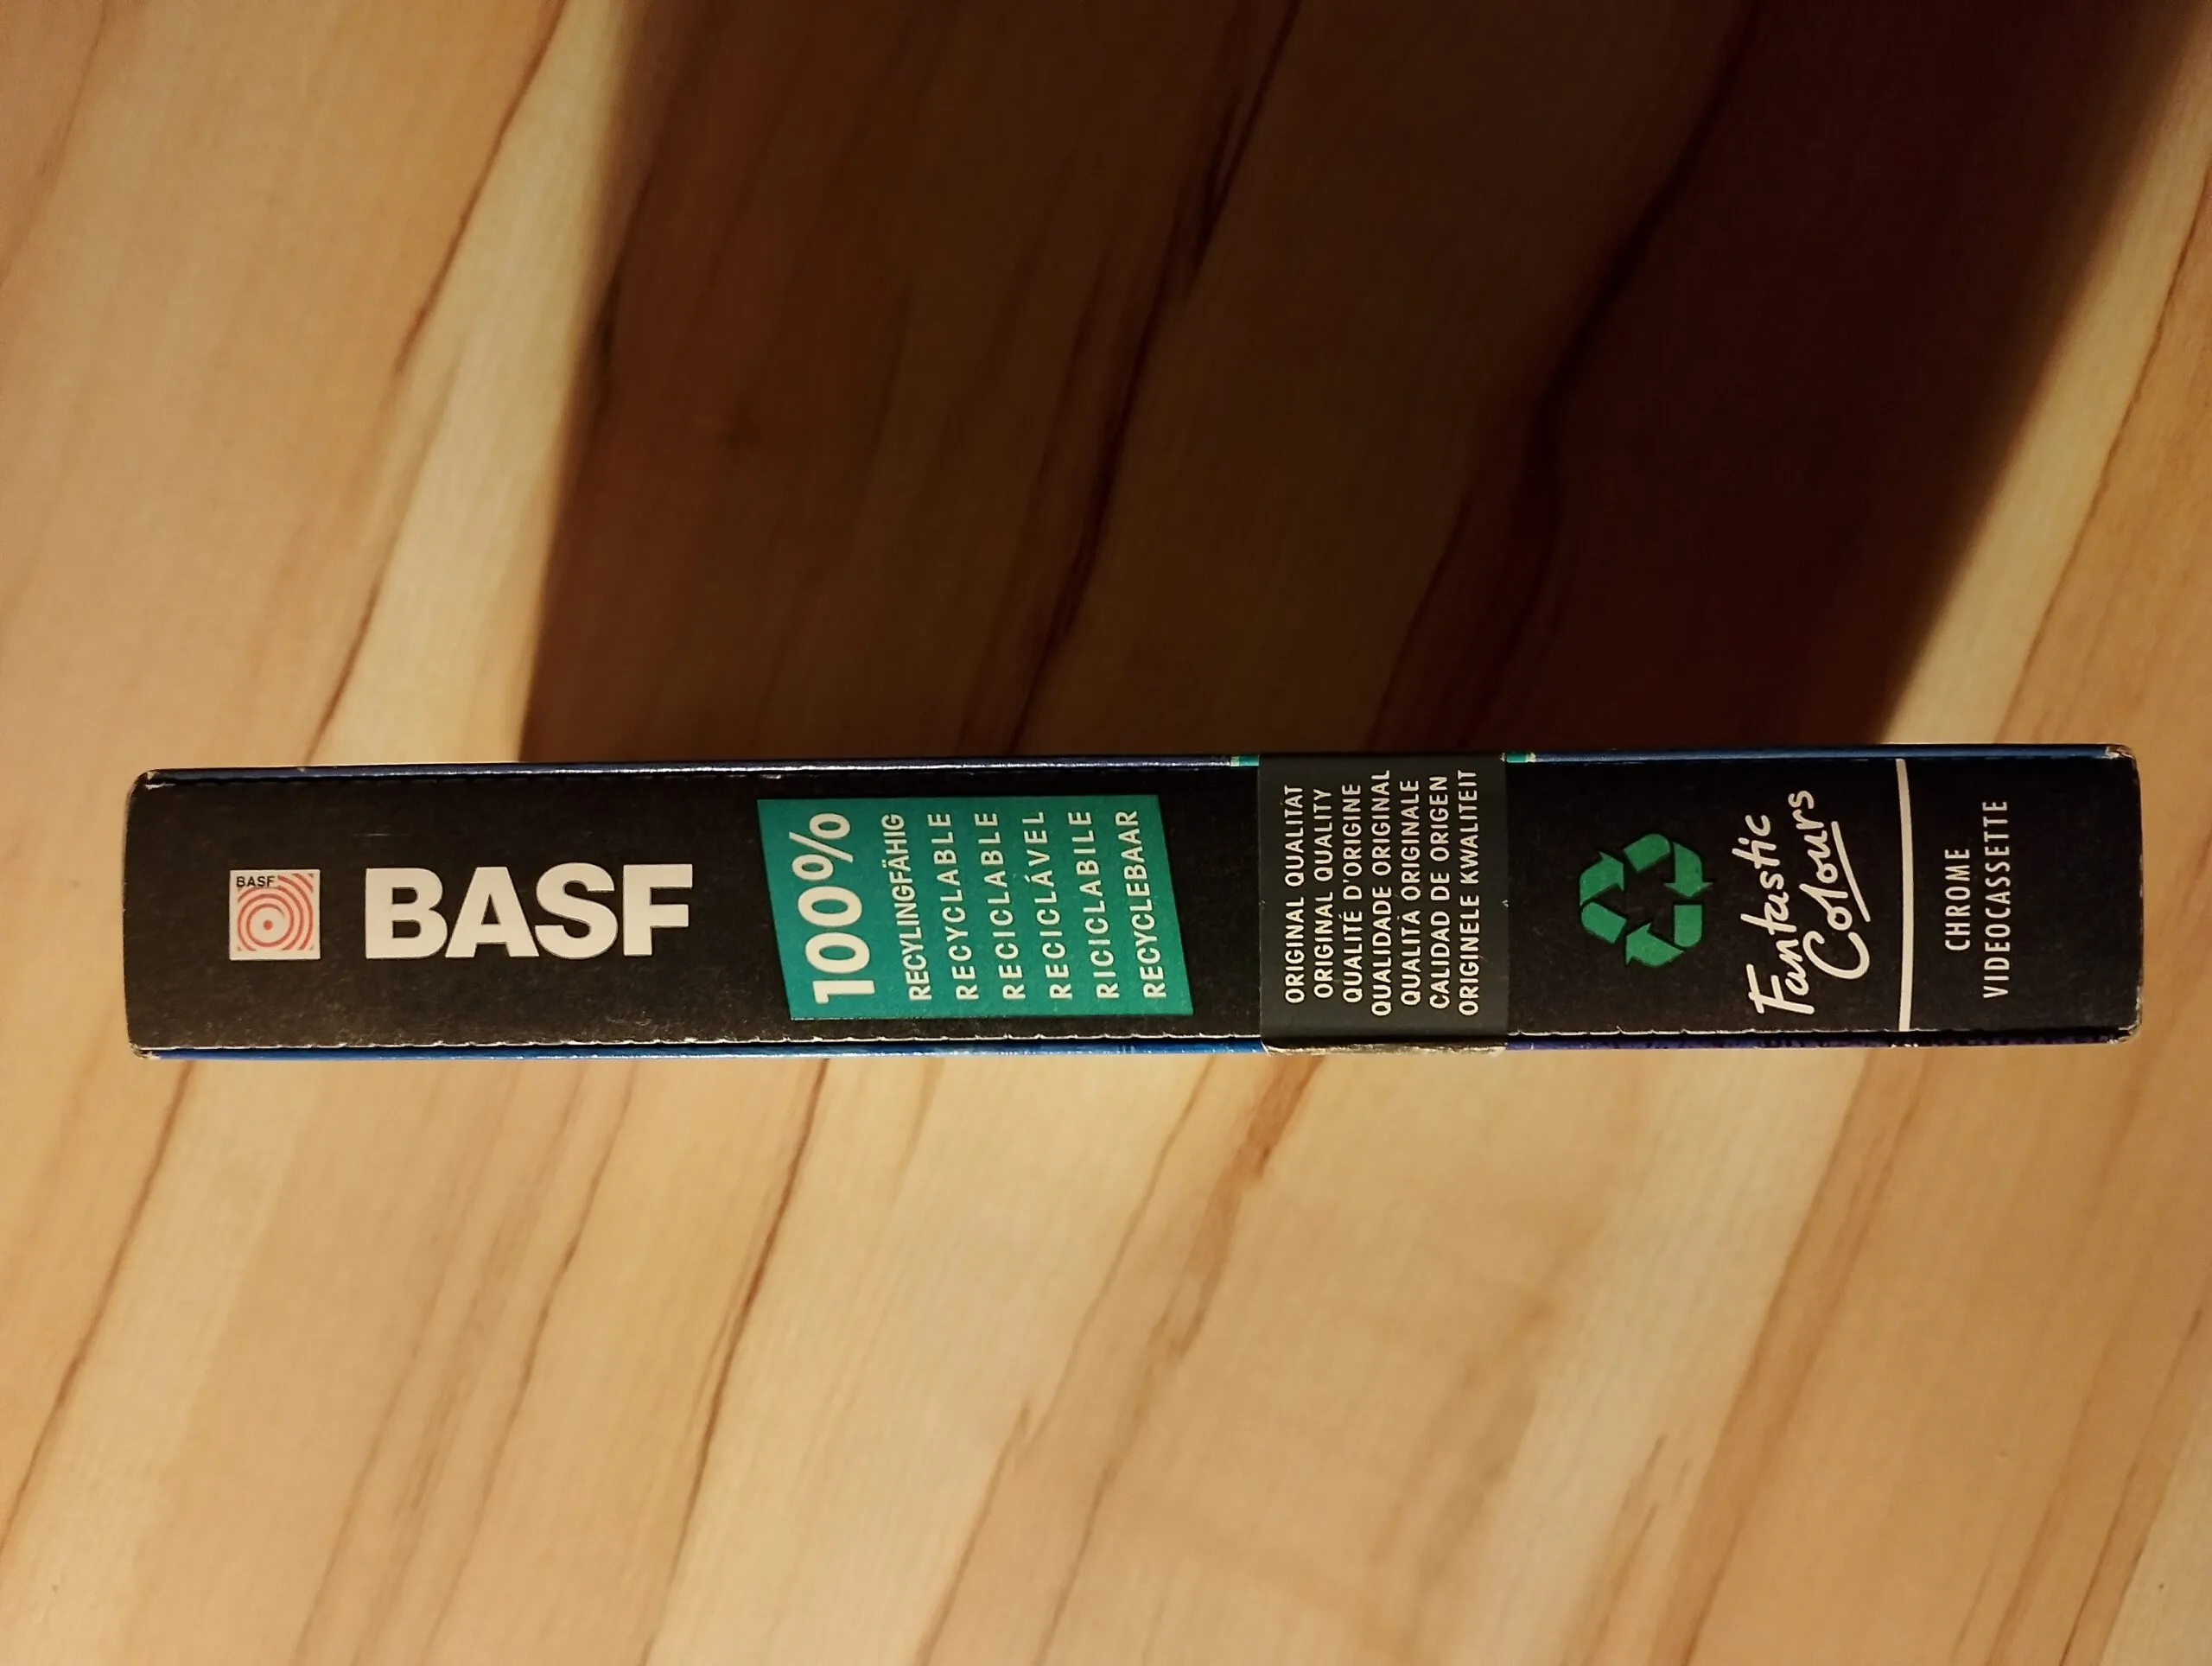 BASF
BASF
100%
RECYLINGFÄHIG
RECYCLABLE
RECICLABLE
RECICLÁVEL
RICICLABILE
RECYCLEBAAR
ORIGINAL QUALITÄT
ORIGINAL QUALITY
QUALITÉ D'ORIGINE
QUALIDADE ORIGINAL
QUALITÀ ORIGINALE
CALIDAD DE ORIGEN
ORIGINELE KWALITEIT
Fantastic
Colours
CHROME
VIDEOCASSETTE